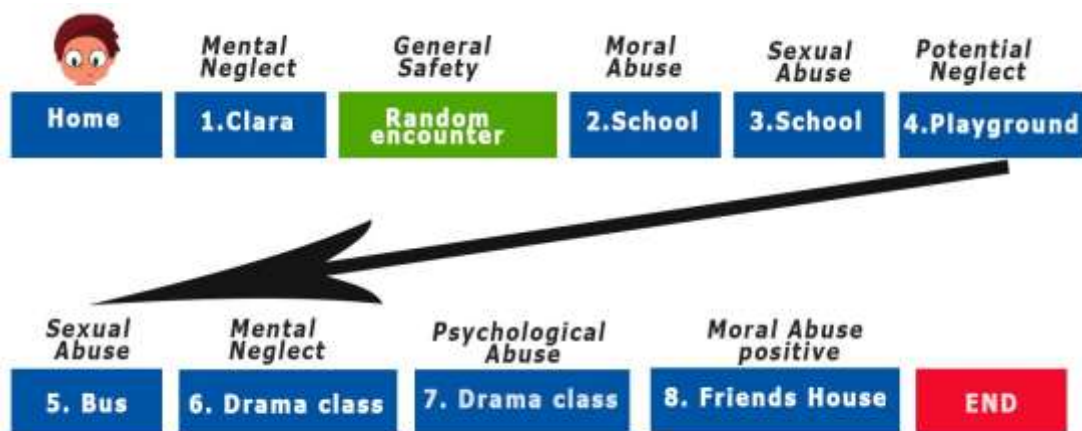 Mental
Neglect
General
Safety
Moral
Abuse
Sexual
Abuse
Potential
Neglect
Home
1.Clara
Random
encounter
2.School
3.School
4.Playground
Sexual
Abuse
Mental
Neglect
Psychological
Abuse
Moral Abuse
positive
5. Bus
6. Drama class
7. Drama class
8. Friends House
END